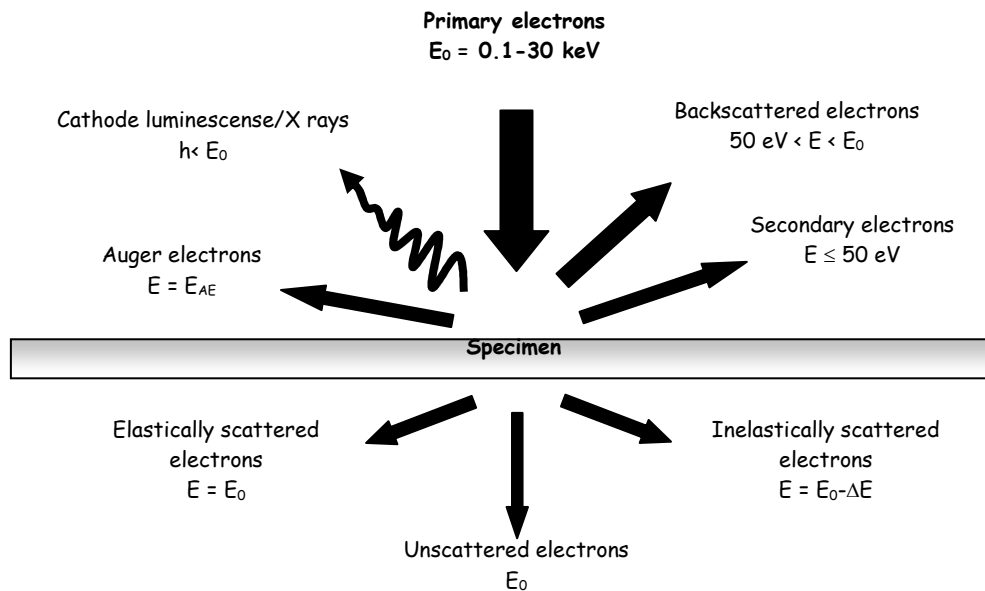 Primary electrons
E₀ = 0.1-30 keV
Cathode luminescense/X rays
h< E₀
Backscattered electrons
50 eV < E < E₀
Secondary electrons
E ≤ 50 eV
Auger electrons
E = E_AE
Specimen
Elastically scattered
electrons
E = E₀
Inelastically scattered
electrons
E = E₀-ΔE
Unscattered electrons
E₀